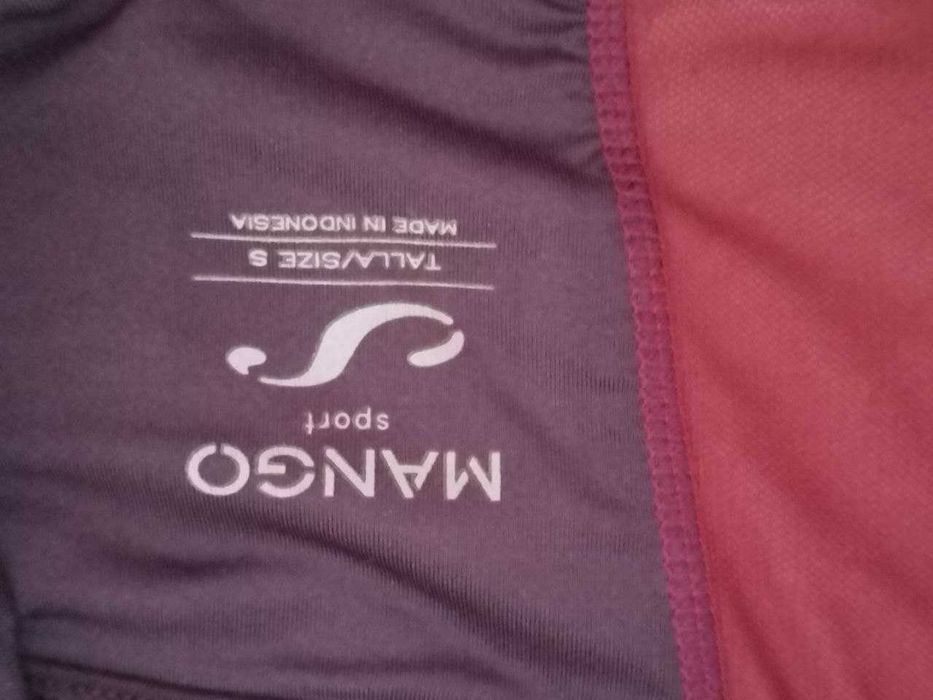 MANGO
sport
TALLA/SIZE S
MADE IN INDONESIA